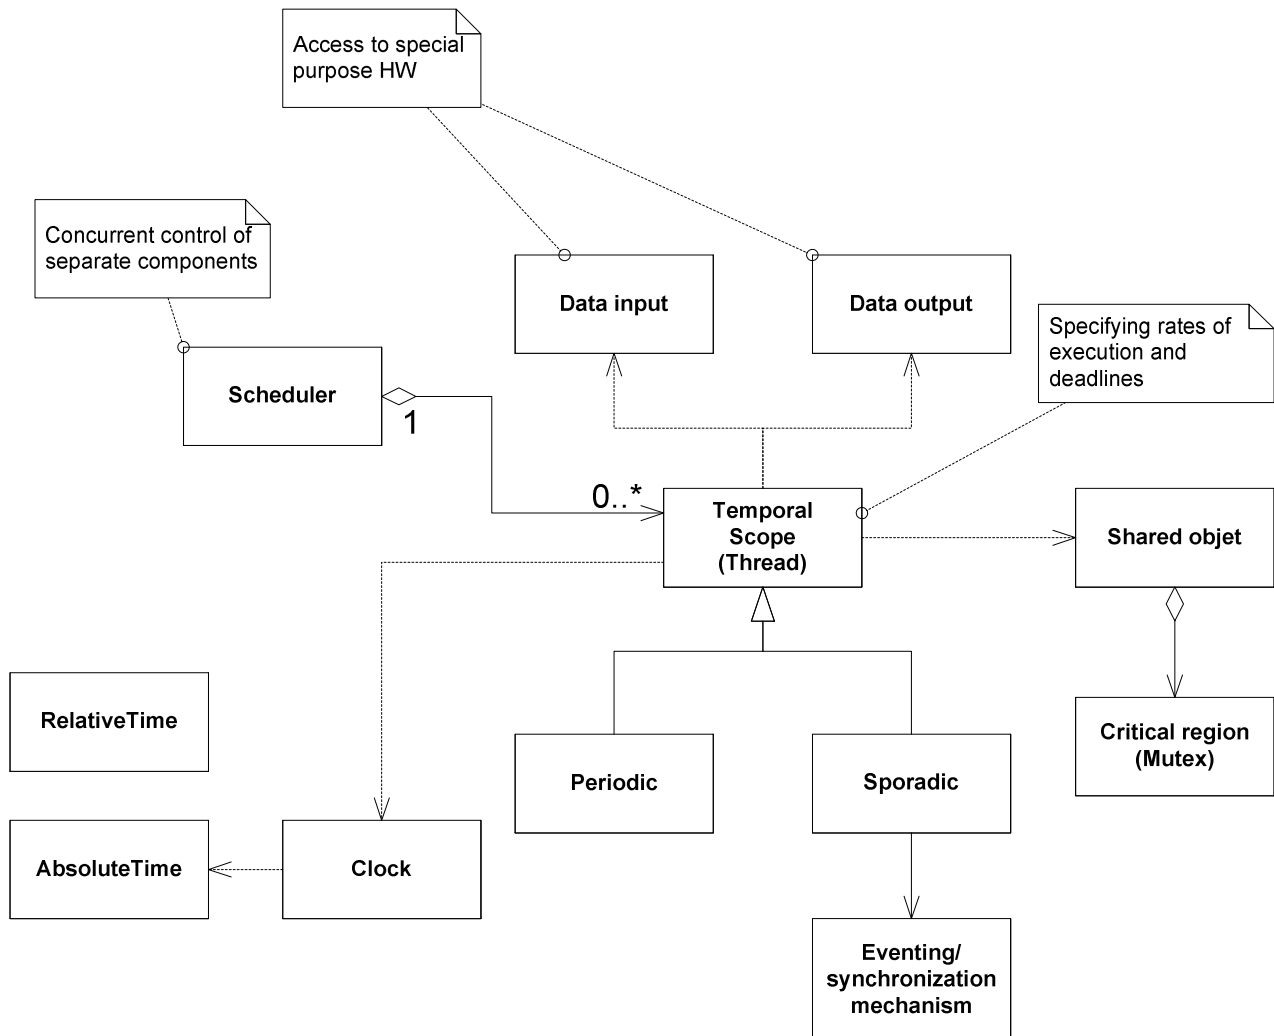 Access to special
purpose HW
Concurrent control of
separate components
Data input
Data output
Specifying rates of
execution and
deadlines
Scheduler
1
0..*
Temporal
Scope
(Thread)
Shared objet
RelativeTime
Critical region
(Mutex)
Periodic
Sporadic
AbsoluteTime
Clock
Eventing/
synchronization
mechanism